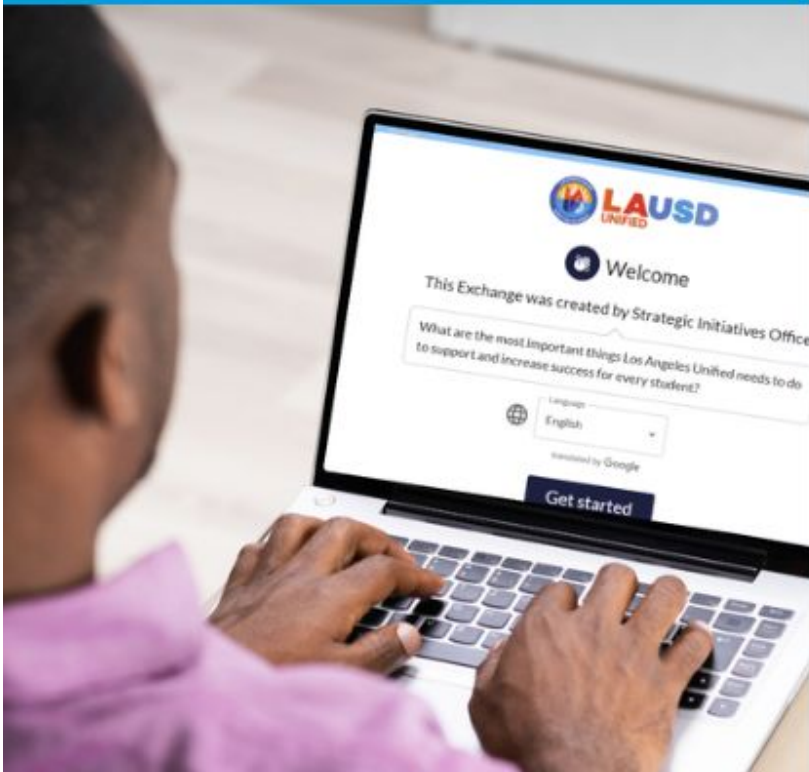 LAUSD
UNIFIED
Welcome
This Exchange was created by Strategic Initiatives Office
What are the most important things Los Angeles Unified needs to do
to support and increase success for every student?
Language
English
translated by Google
Get started